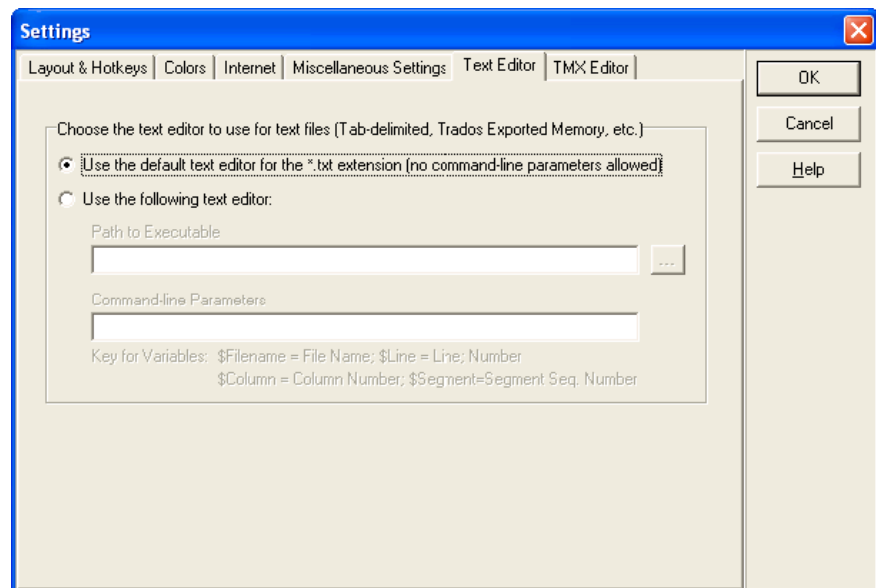 Settings
Layout & Hotkeys Colors Internet Miscellaneous Settings Text Editor TMX Editor
OK
Cancel
Help
Choose the text editor to use for text files (Tab-delimited, Trados Exported Memory, etc.)
Use the default text editor for the *.txt extension (no command-line parameters allowed)
Use the following text editor:
Path to Executable
...
Command-line Parameters
Key for Variables: $Filename = File Name; $Line = Line; Number
$Column = Column Number; $Segment=Segment Seq. Number